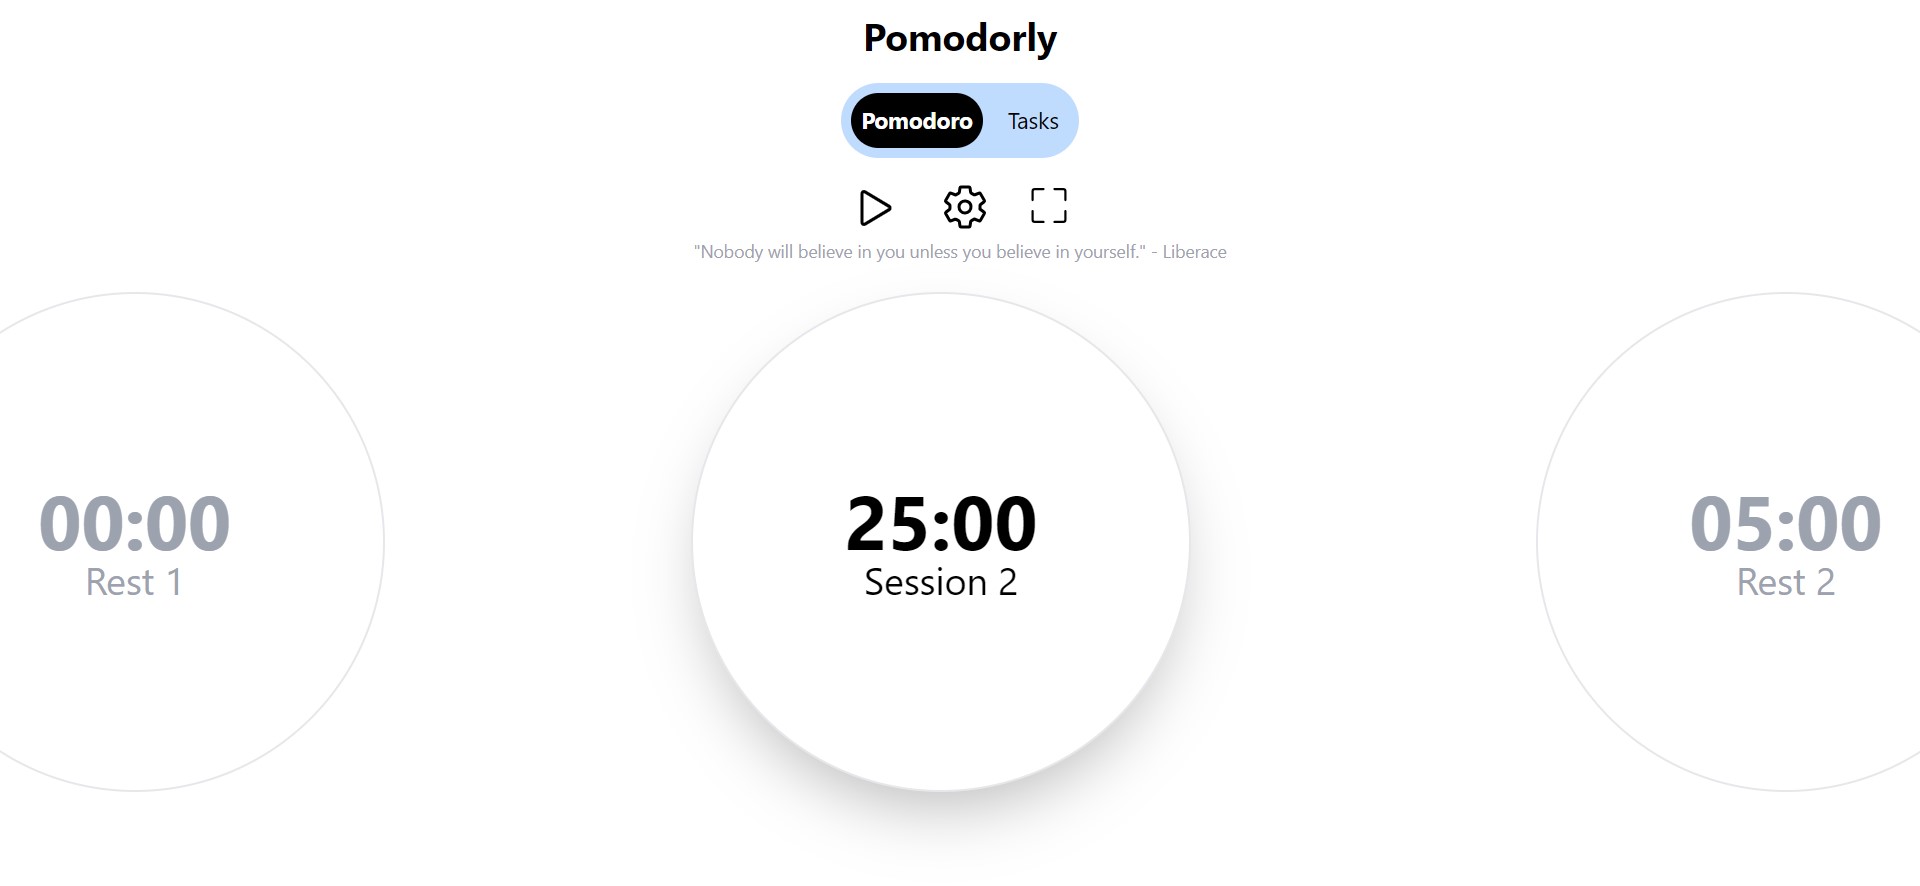 Pomodorly
Pomodoro Tasks
"Nobody will believe in you unless you believe in yourself." - Liberace
00:00
Rest 1
25:00
Session 2
05:00
Rest 2